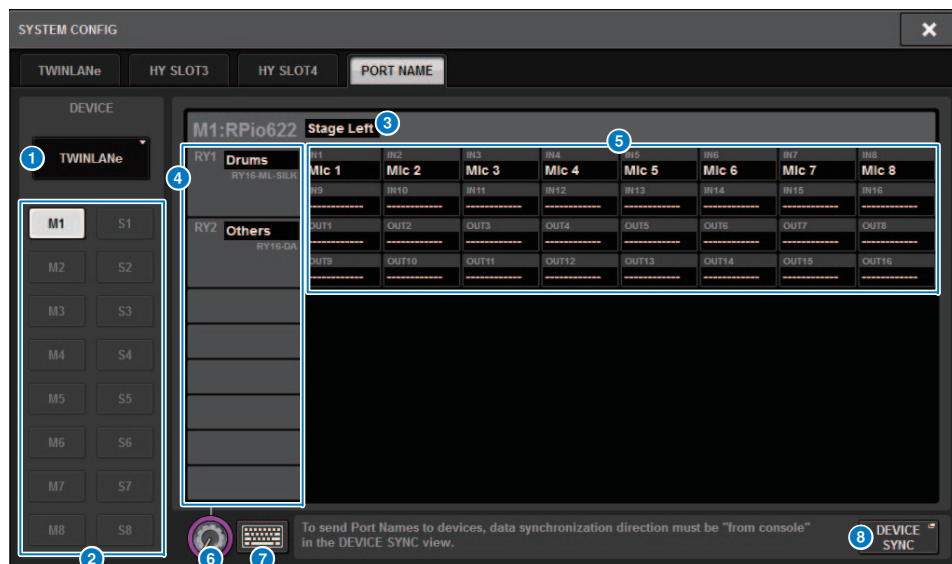 SYSTEM CONFIG
×
TWINLANe HY SLOT3 HY SLOT4 PORT NAME
DEVICE
1 TWINLANe
M1 S1
M2 S2
M3 S3
M4 S4
M5 S5
M6 S6
M7 S7
M8 S8
2
M1:RPio622 Stage Left 3
4
5
RY1 Drums
RY16-ML-SILK
IN1 IN2 IN3 IN4 IN5 IN6 IN7 IN8
MIc 1 MIc 2 MIc 3 MIc 4 MIc 5 MIc 6 MIc 7 MIc 8
IN9 IN10 IN11 IN12 IN13 IN14 IN15 IN16
------------ ------------ ------------ ------------ ------------ ------------ ------------ ------------
RY2 Others
RY16-DA
OUT1 OUT2 OUT3 OUT4 OUT5 OUT6 OUT7 OUT8
------------ ------------ ------------ ------------ ------------ ------------ ------------ ------------
OUT9 OUT10 OUT11 OUT12 OUT13 OUT14 OUT15 OUT16
------------ ------------ ------------ ------------ ------------ ------------ ------------ ------------
6 7
To send Port Names to devices, data synchronization direction must be "from console"
in the DEVICE SYNC view.
8 DEVICE
SYNC